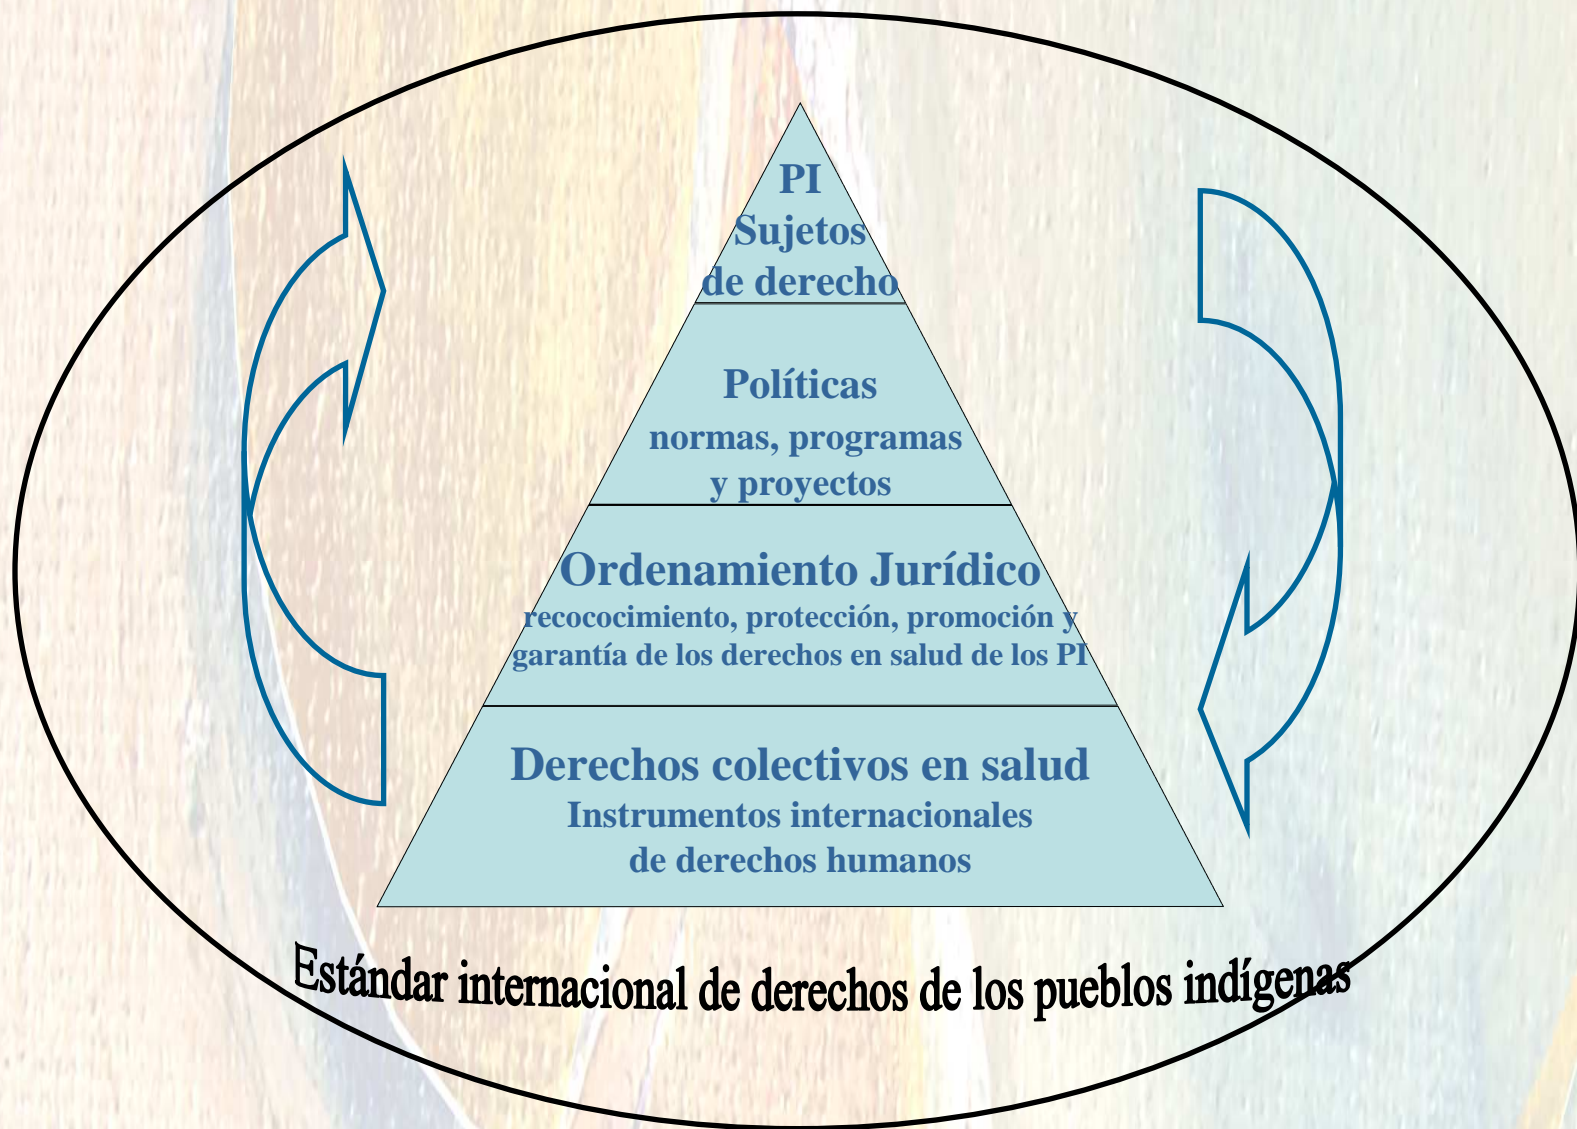 PI
Sujetos
de derecho
Políticas
normas, programas
y proyectos
Ordenamiento Jurídico
recococimiento, protección, promoción y
garantía de los derechos en salud de los PI
Derechos colectivos en salud
Instrumentos internacionales
de derechos humanos
Estándar internacional de derechos de los pueblos indígenas